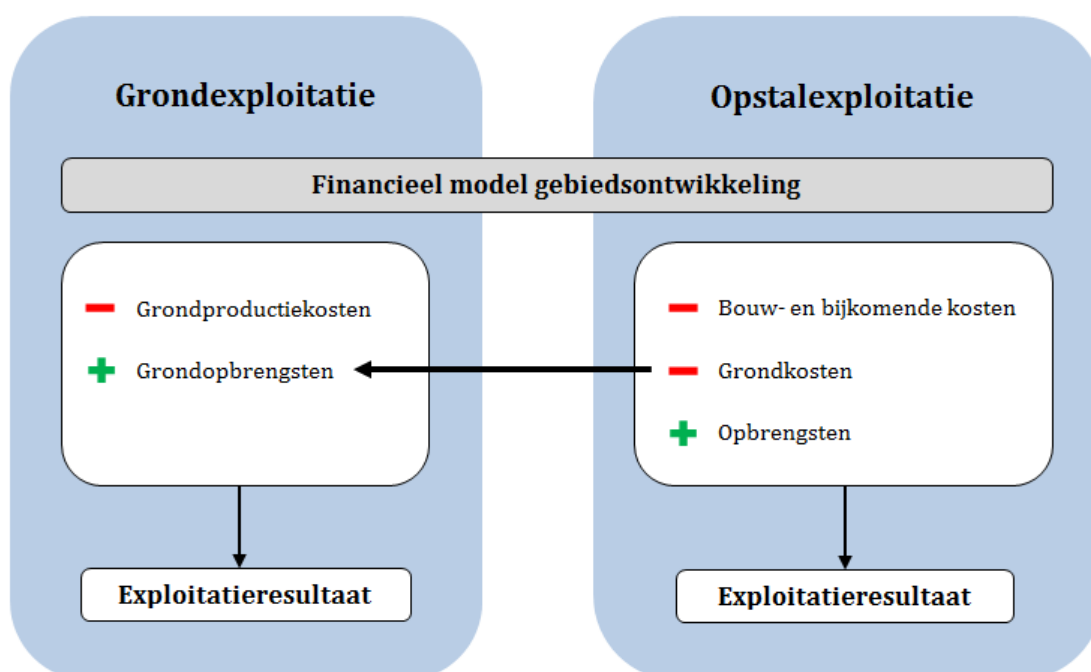 Grondexploitatie
Opstalexploitatie
Financieel model gebiedsontwikkeling
Grondproductiekosten
Grondopbrengsten
Bouw- en bijkomende kosten
Grondkosten
Opbrengsten
Exploitatieresultaat
Exploitatieresultaat